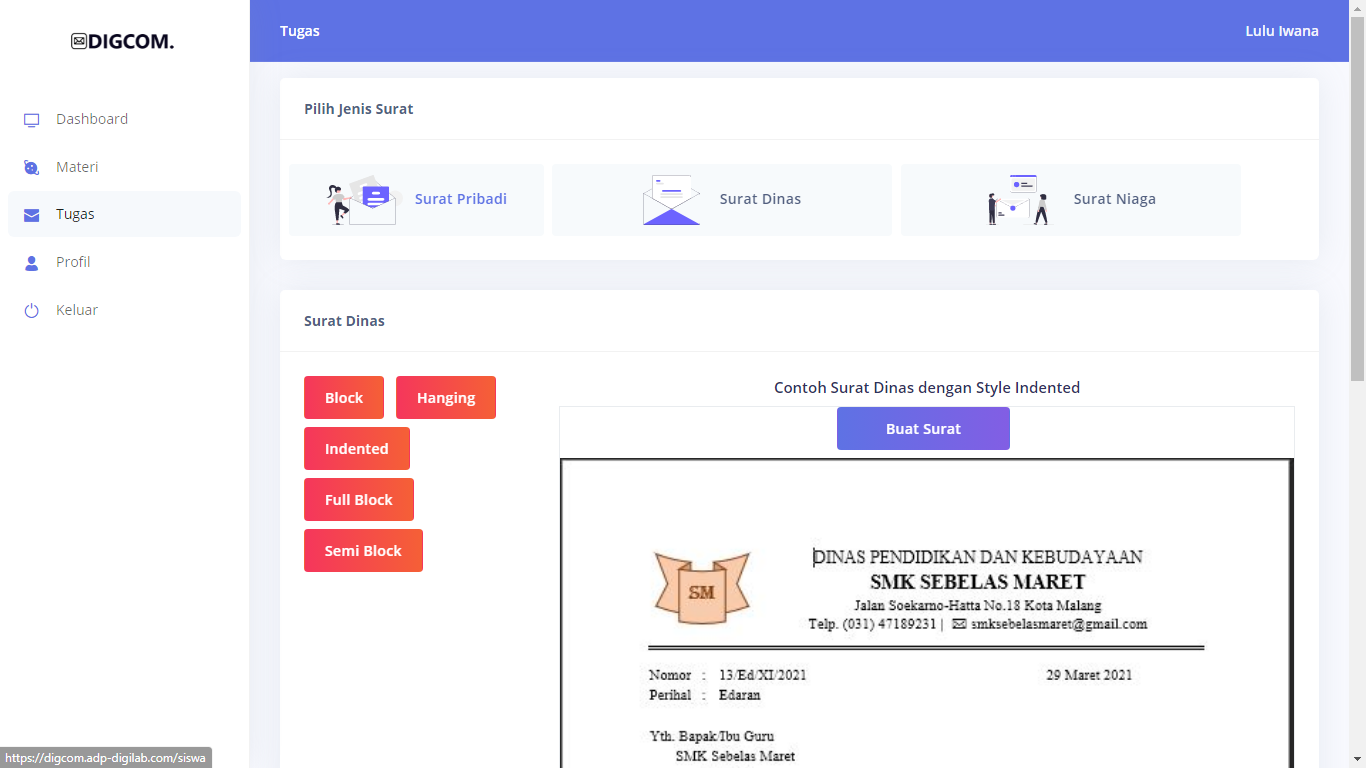 DIGCOM.
Dashboard
Materi
Tugas
Profil
Keluar
Tugas
Lulu Iwana
Pilih Jenis Surat
Surat Pribadi
Surat Dinas
Surat Niaga
Surat Dinas
Block
Hanging
Indented
Full Block
Semi Block
Contoh Surat Dinas dengan Style Indented
Buat Surat
SM
DINAS PENDIDIKAN DAN KEBUDAYAAN
SMK SEBELAS MARET
Jalan Soekarno-Hatta No.18 Kota Malang
Telp. (031) 47189231 | ✉ smksebelasmaret@gmail.com
Nomor : 13/Ed/XI/2021 29 Maret 2021
Perihal : Edaran
Yth. Bapak/Ibu Guru
SMK Sebelas Maret
https://digcom.adp-digilab.com/siswa